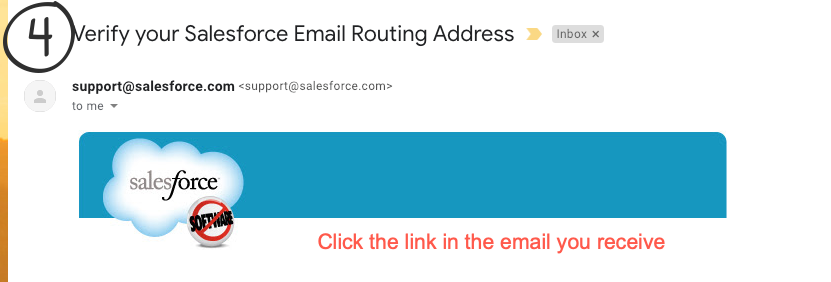 4
Verify your Salesforce Email Routing Address Inbox ×
support@salesforce.com <support@salesforce.com>
to me
salesforce
SOFTWARE
Click the link in the email you receive